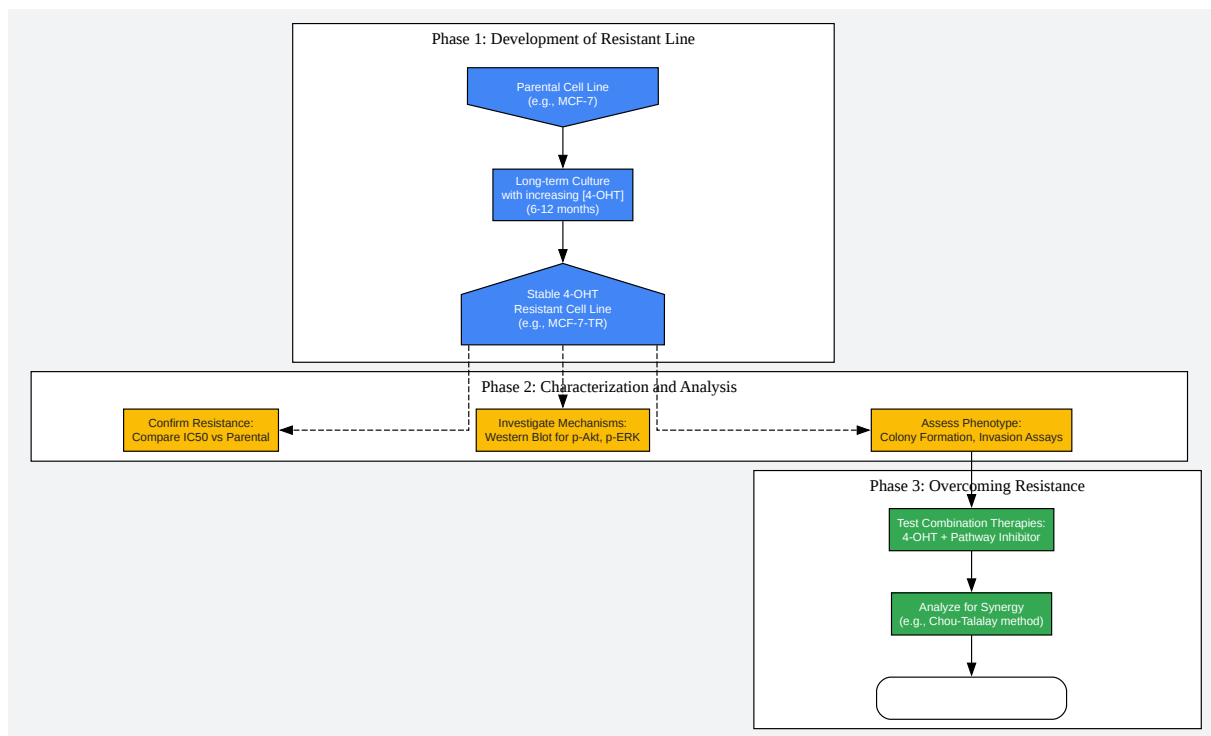 Phase 1: Development of Resistant Line
Parental Cell Line
(e.g., MCF-7)
Long-term Culture
with increasing [4-OHT]
(6-12 months)
Stable 4-OHT
Resistant Cell Line
(e.g., MCF-7-TR)
Phase 2: Characterization and Analysis
Confirm Resistance:
Compare IC50 vs Parental
Investigate Mechanisms:
Western Blot for p-Akt, p-ERK
Assess Phenotype:
Colony Formation, Invasion Assays
Phase 3: Overcoming Resistance
Test Combination Therapies:
4-OHT + Pathway Inhibitor
Analyze for Synergy
(e.g., Chou-Talalay method)